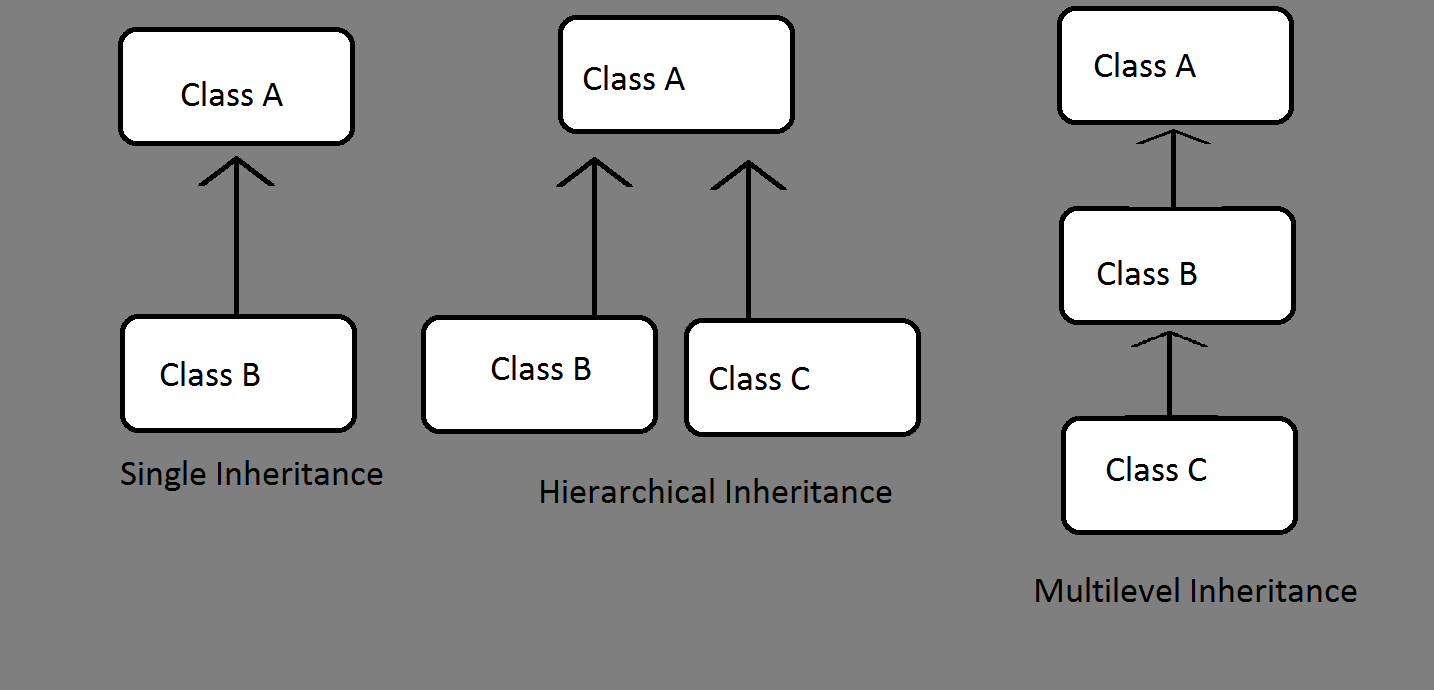 Class A
Class B
Single Inheritance
Class A
Class B
Class C
Hierarchical Inheritance
Class A
Class B
Class C
Multilevel Inheritance